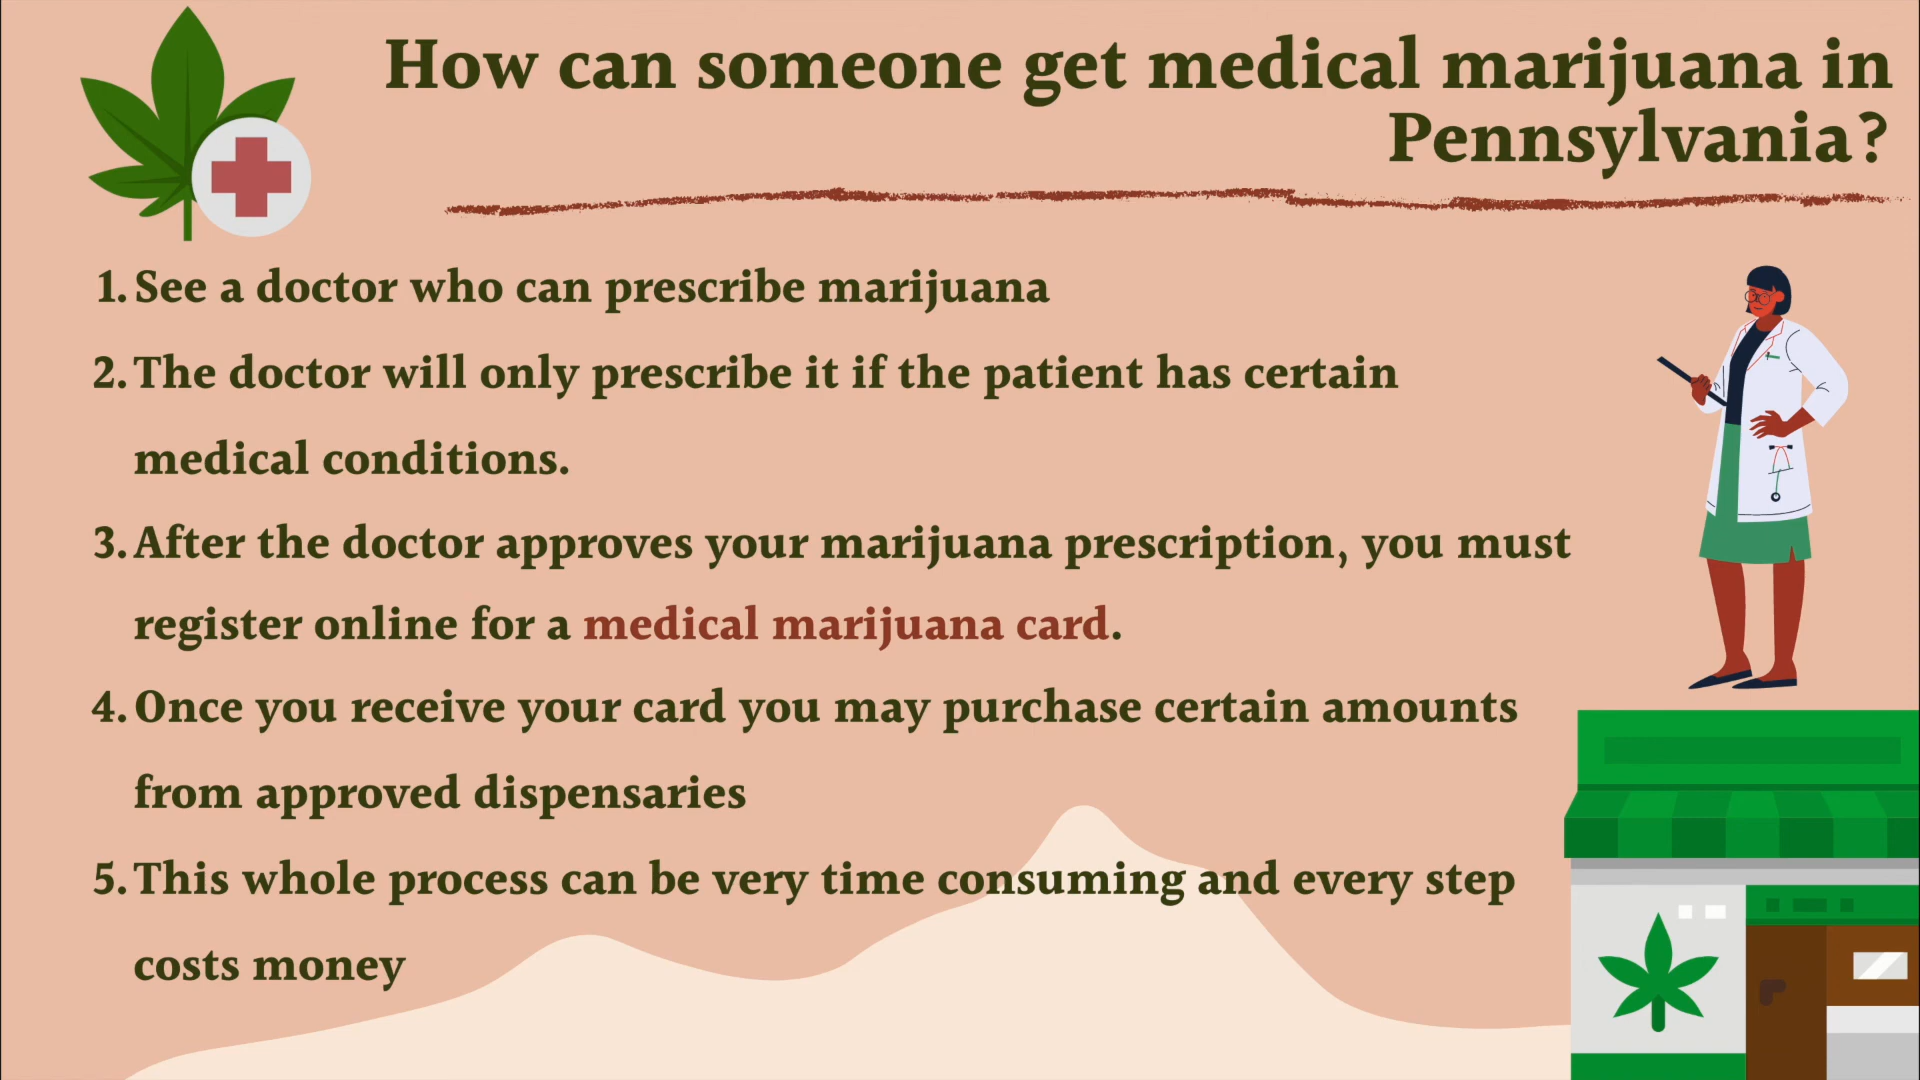 How can someone get medical marijuana in
Pennsylvania?
1. See a doctor who can prescribe marijuana
2. The doctor will only prescribe it if the patient has certain
medical conditions.
3. After the doctor approves your marijuana prescription, you must
register online for a medical marijuana card.
4. Once you receive your card you may purchase certain amounts
from approved dispensaries
5. This whole process can be very time consuming and every step
costs money